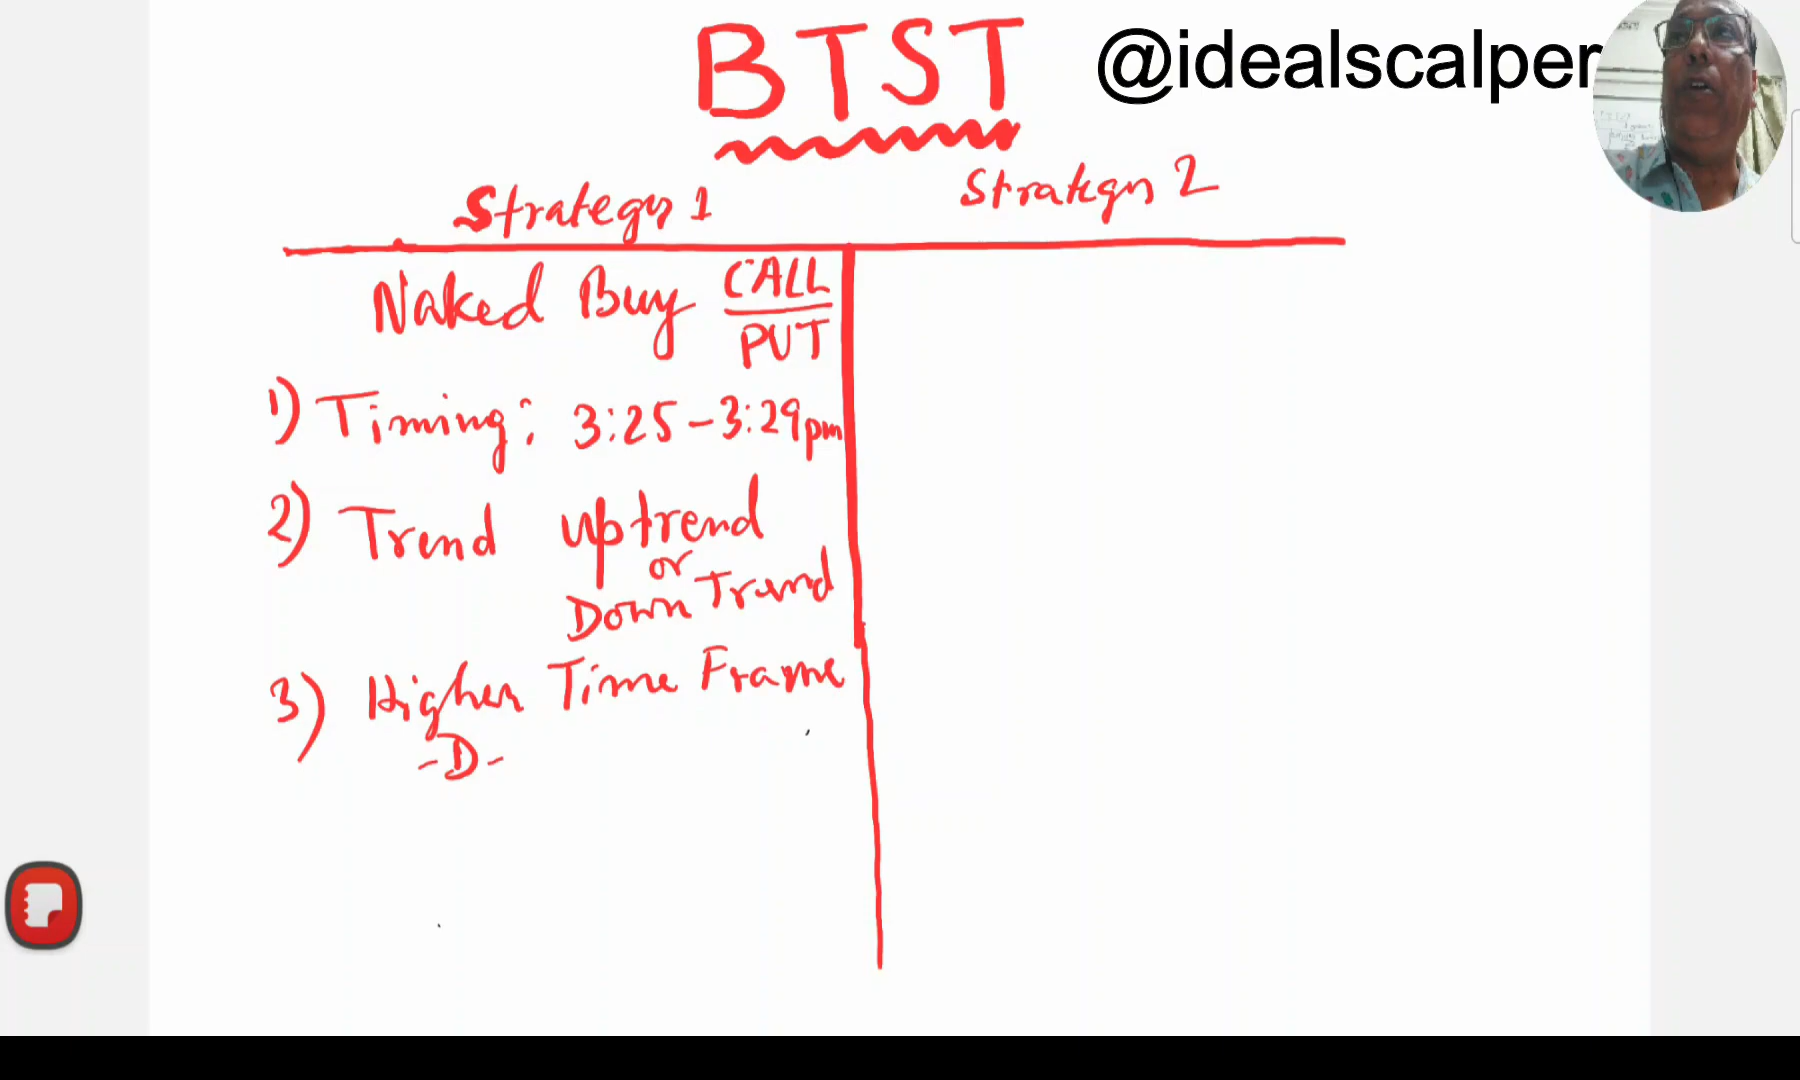 BTST
@idealscalper
Strategy 1
Strategy 2
Naked Buy CALL
PUT
1) Timing: 3:25-3:29pm
2) Trend Uptrend
or
Down Trend
3) Higher Time Frame
-D-